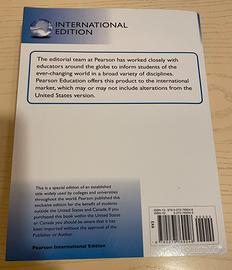 INTERNATIONAL
EDITION
The editorial team at Pearson has worked closely with
educators around the globe to inform students of the
ever-changing world in a broad variety of disciplines.
Pearson Education offers this product to the international
market, which may or may not include alterations from the
United States version.
This is a special edition of an established
title widely used by colleges and universities
throughout the world. Pearson published this
exclusive edition for the benefit of students
outside the United States and Canada. If you
purchased this book within the United States
or Canada you should be aware that it has
been imported without the approval of the
Publisher or Author.
Pearson International Edition